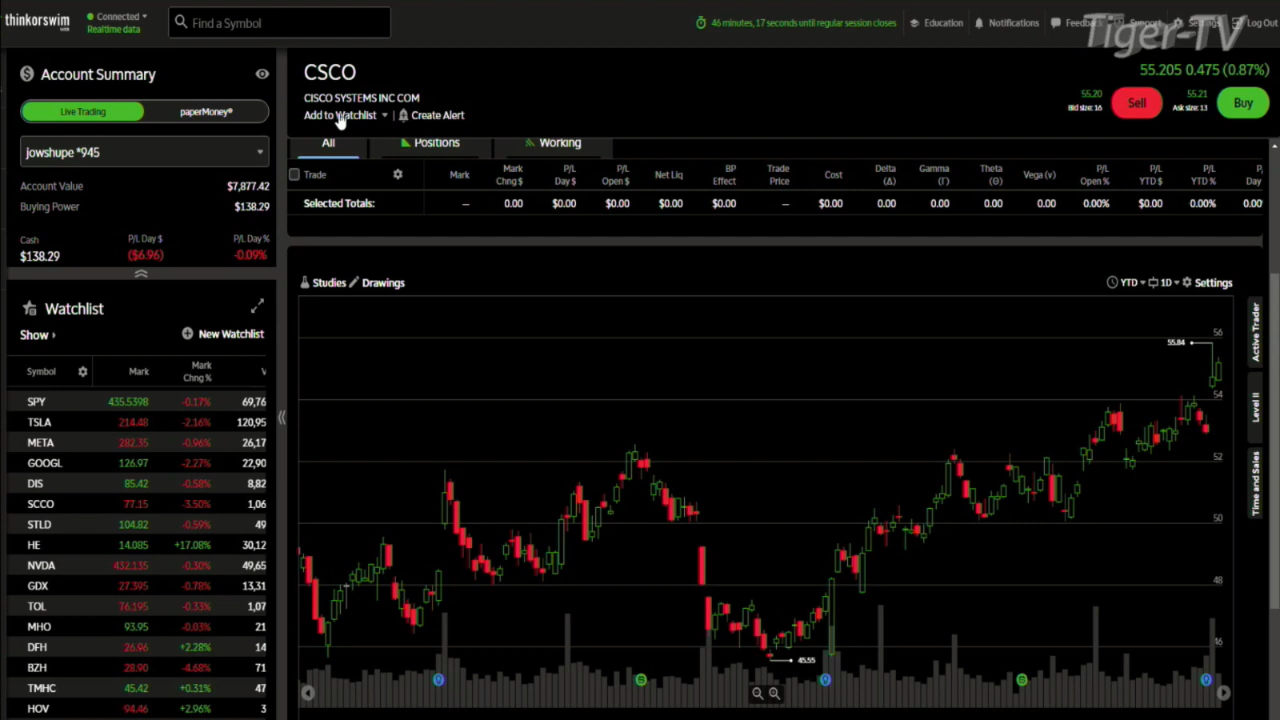 thinkorswim
web
Connected
Realtime data
Find a Symbol
46 minutes, 17 seconds until regular session closes
Education
Notifications
Log Out
Tiger-TV
Account Summary
Live Trading
paperMoney®
jowshupe *945
Account Value $7,877.42
Buying Power $138.29
Cash P/L Day $ P/L Day %
$138.29 ($6.96) -0.09%
CSCO
CISCO SYSTEMS INC COM
Add to Watchlist | Create Alert
55.205 0.475 (0.87%)
55.20 Bid size: 16 Sell
55.21 Ask size: 13 Buy
All Positions Working
Trade Mark Mark Chng $ P/L Day $ P/L Open $ Net Liq BP Effect Trade Price Cost Delta (Δ) Gamma (Γ) Theta (Θ) Vega (v) P/L Open % P/L YTD $ P/L YTD % P/ Day
Selected Totals: — 0.00 $0.00 $0.00 $0.00 $0.00 — $0.00 0.00 0.00 0.00 0.00 0.00% $0.00 0.00% 0.00
Watchlist
Show New Watchlist
Symbol Mark Mark Chng % V
SPY 435.5398 -0.17% 69,76
TSLA 214.48 -2.16% 120,95
META 282.35 -0.96% 26,17
GOOGL 126.97 -2.27% 22,90
DIS 85.42 -0.58% 8,82
SCCO 77.15 -3.50% 1,06
STLD 104.82 -0.59% 49
HE 14.085 +17.08% 30,12
NVDA 432.135 -0.30% 49,65
GDX 27.395 -0.78% 13,31
TOL 76.195 -0.33% 1,07
MHO 93.95 -0.03% 21
DFH 26.96 +2.28% 14
BZH 28.90 -4.68% 71
TMHC 45.42 +0.31% 47
HOV 94.46 +2.96% 2
Studies Drawings
YTD 1D Settings
56
55.84
54
52
50
48
46
45.55
Active Trader
Level II
Time and Sales